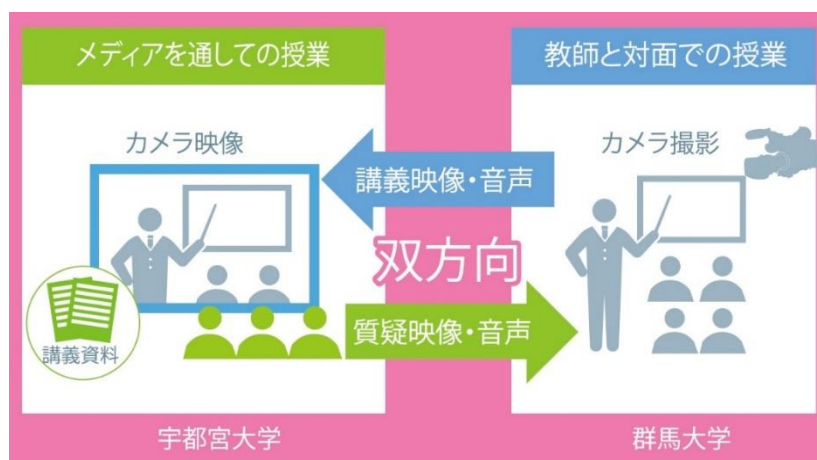 メディアを通しての授業
教師と対面での授業
カメラ映像
カメラ撮影
講義映像・音声
双方向
質疑映像・音声
講義資料
宇都宮大学
群馬大学